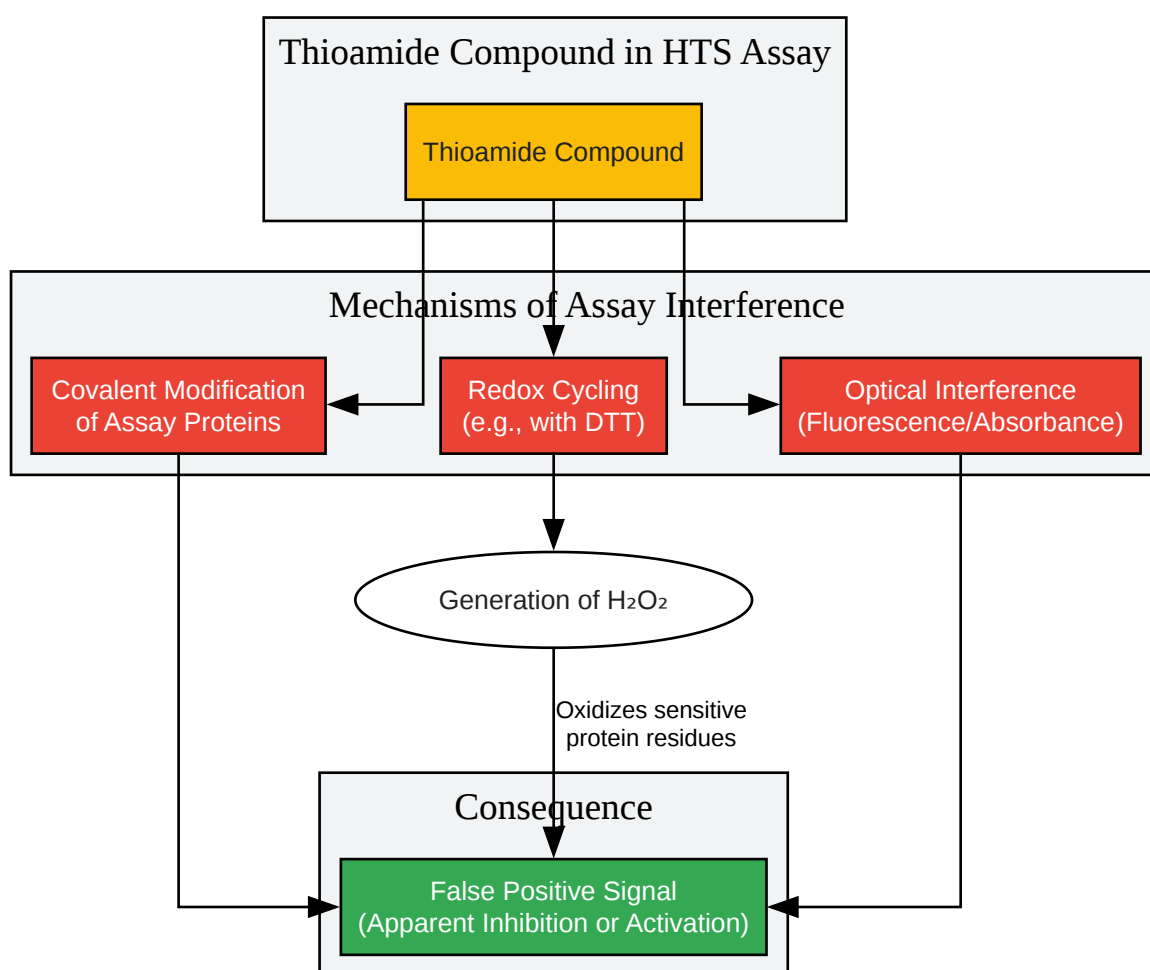 Thioamide Compound in HTS Assay
Thioamide Compound
Mechanisms of Assay Interference
Covalent Modification
of Assay Proteins
Redox Cycling
(e.g., with DTT)
Optical Interference
(Fluorescence/Absorbance)
Generation of H₂O₂
Oxidizes sensitive
protein residues
Consequence
False Positive Signal
(Apparent Inhibition or Activation)